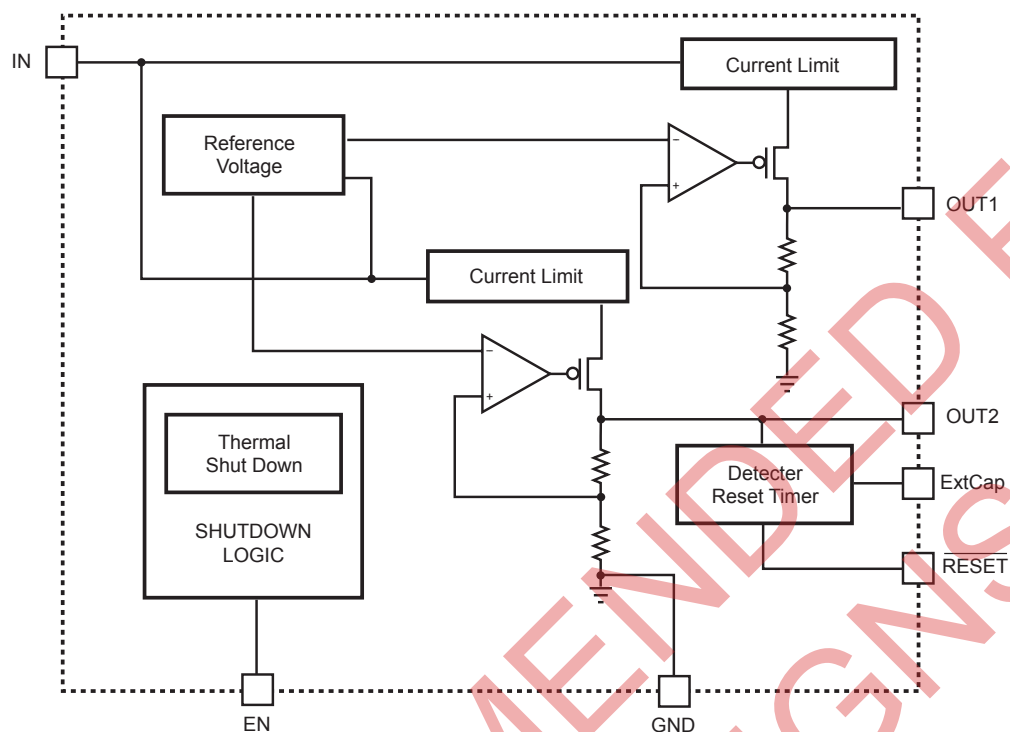 IN
Current Limit
Reference
Voltage
−
+
OUT1
Current Limit
−
+
OUT2
Thermal
Shut Down
Detecter
Reset Timer
ExtCap
SHUTDOWN
LOGIC
RESET
EN
GND